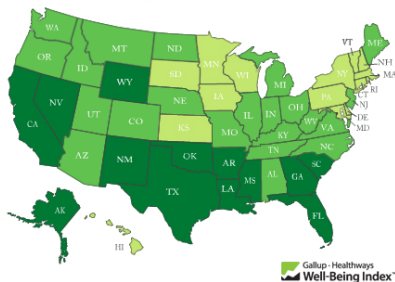 WA
MT
ND
MN
VT
ME
OR
ID
SD
WI
NY
NH
MA
WY
MI
RI
CT
NV
NE
IA
PA
NJ
CA
UT
CO
KS
MO
IL
IN
OH
WV
VA
DE
MD
KY
AZ
NM
OK
AR
TN
NC
TX
LA
MS
AL
GA
SC
FL
AK
HI
Gallup - Healthways
Well-Being Index™